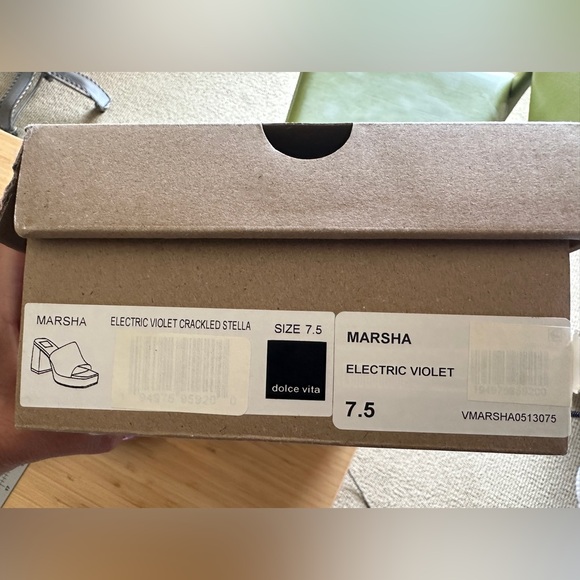 MARSHA
ELECTRIC VIOLET CRACKLED STELLA
SIZE 7.5
dolce vita
MARSHA
ELECTRIC VIOLET
7.5
VMARSHA0513075